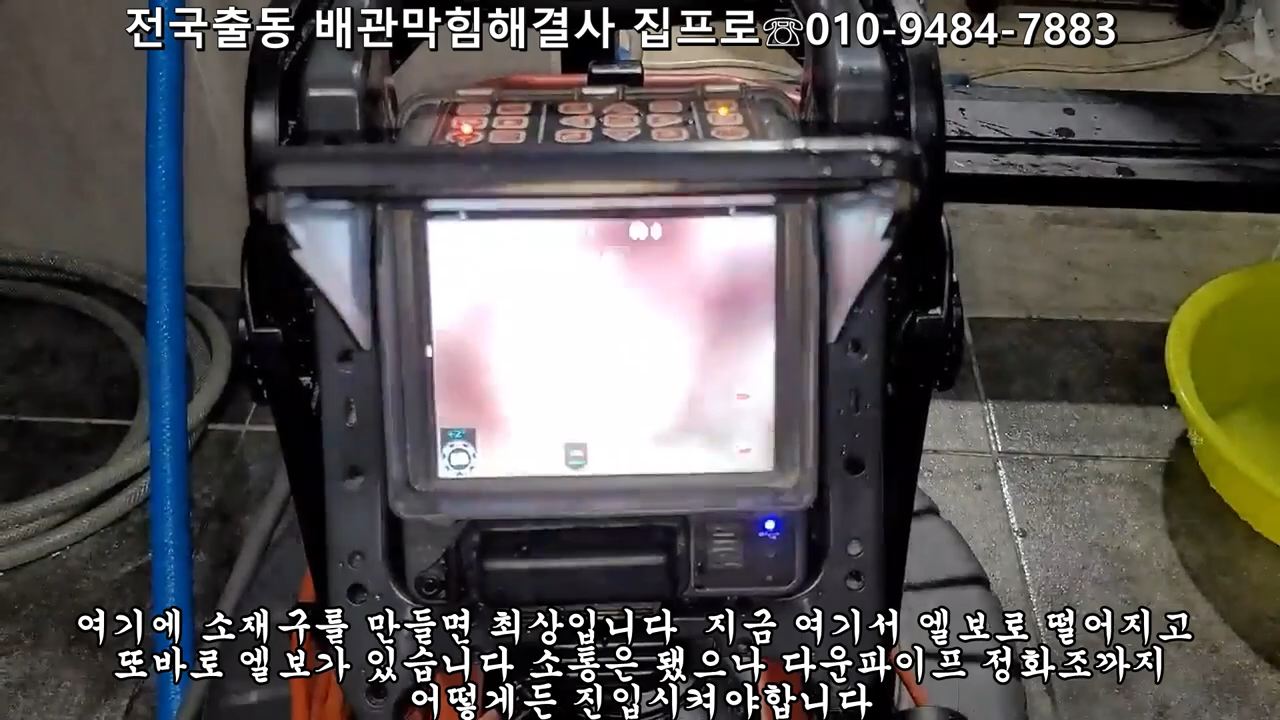 전국출동 배관막힘해결사 집프로☏010-9484-7883
+2
여기에 소재구를 만들면 최상입니다 지금 여기서 엘보로 떨어지고
또바로 엘보가 있습니다 소통은 됐으나 다운파이프 정화조까지
어떻게든 진입시켜야합니다